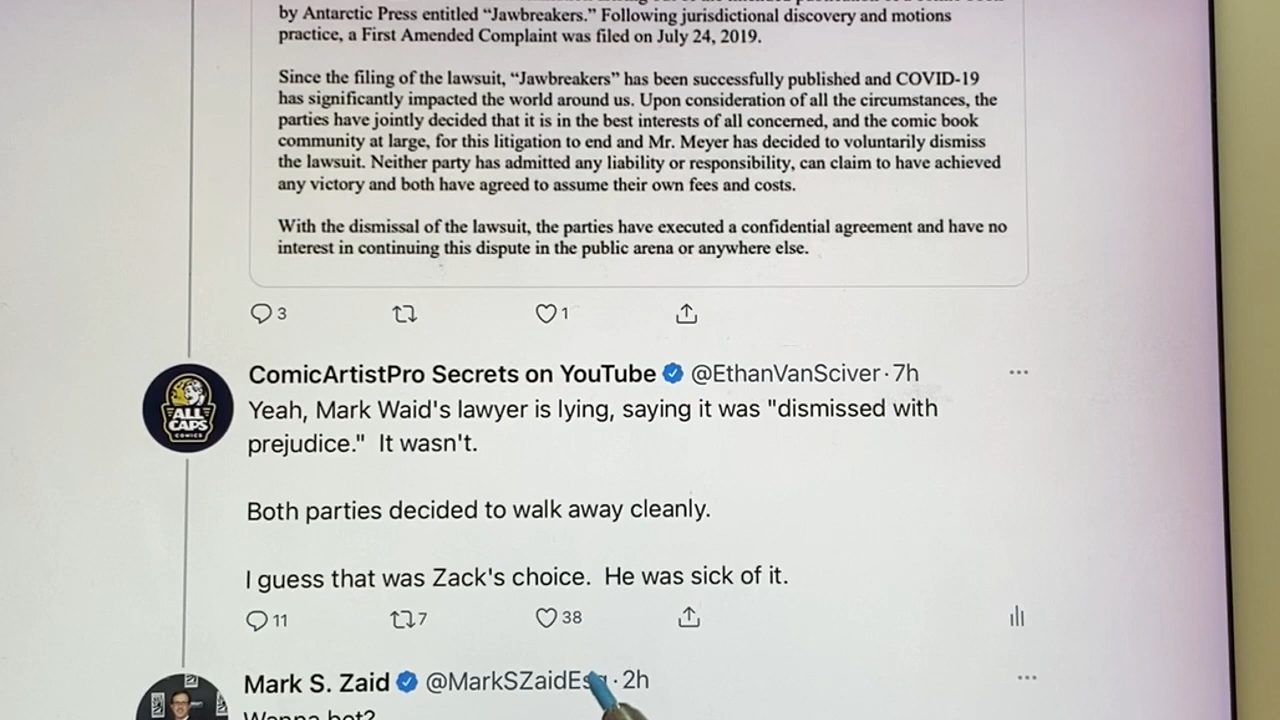 by Antarctic Press entitled “Jawbreakers.” Following jurisdictional discovery and motions
practice, a First Amended Complaint was filed on July 24, 2019.
Since the filing of the lawsuit, “Jawbreakers” has been successfully published and COVID-19
has significantly impacted the world around us. Upon consideration of all the circumstances, the
parties have jointly decided that it is in the best interests of all concerned, and the comic book
community at large, for this litigation to end and Mr. Meyer has decided to voluntarily dismiss
the lawsuit. Neither party has admitted any liability or responsibility, can claim to have achieved
any victory and both have agreed to assume their own fees and costs.
With the dismissal of the lawsuit, the parties have executed a confidential agreement and have no
interest in continuing this dispute in the public arena or anywhere else.
3 1
ComicArtistPro Secrets on YouTube @EthanVanSciver · 7h
ALL
CAPS
COMICS
Yeah, Mark Waid's lawyer is lying, saying it was "dismissed with
prejudice." It wasn't.
Both parties decided to walk away cleanly.
I guess that was Zack's choice. He was sick of it.
11 7 38
Mark S. Zaid @MarkSZaidEs · 2h
Wanna bet?